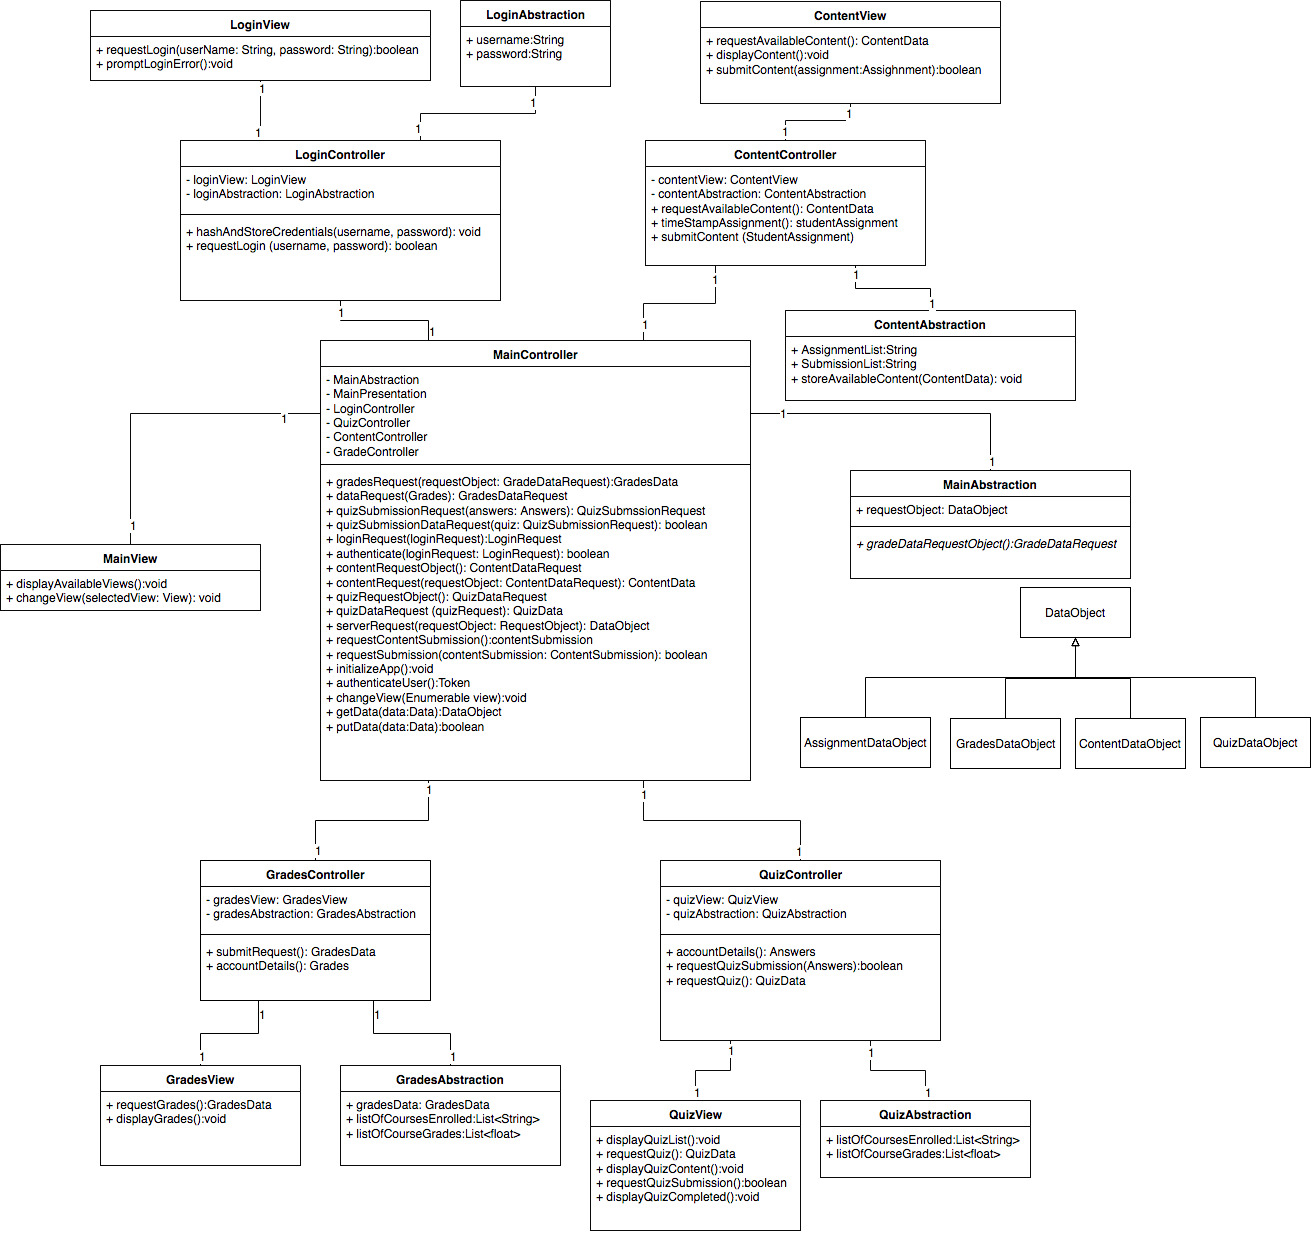 LoginView
+ requestLogin(userName: String, password: String):boolean
+ promptLoginError():void
LoginAbstraction
+ username:String
+ password:String
ContentView
+ requestAvailableContent(): ContentData
+ displayContent():void
+ submitContent(assignment:Assighnment):boolean
1
1
1
1
1
1
LoginController
- loginView: LoginView
- loginAbstraction: LoginAbstraction
+ hashAndStoreCredentials(username, password): void
+ requestLogin (username, password): boolean
ContentController
- contentView: ContentView
- contentAbstraction: ContentAbstraction
+ requestAvailableContent(): ContentData
+ timeStampAssignment(): studentAssignment
+ submitContent (StudentAssignment)
1
1
1
1
1
1
ContentAbstraction
+ AssignmentList:String
+ SubmissionList:String
+ storeAvailableContent(ContentData): void
MainController
- MainAbstraction
- MainPresentation
- LoginController
- QuizController
- ContentController
- GradeController
+ gradesRequest(requestObject: GradeDataRequest):GradesData
+ dataRequest(Grades): GradesDataRequest
+ quizSubmissionRequest(answers: Answers): QuizSubmssionRequest
+ quizSubmissionDataRequest(quiz: QuizSubmissionRequest): boolean
+ loginRequest(loginRequest):LoginRequest
+ authenticate(loginRequest: LoginRequest): boolean
+ contentRequestObject(): ContentDataRequest
+ contentRequest(requestObject: ContentDataRequest): ContentData
+ quizRequestObject(): QuizDataRequest
+ quizDataRequest (quizRequest): QuizData
+ serverRequest(requestObject: RequestObject): DataObject
+ requestContentSubmission():contentSubmission
+ requestSubmission(contentSubmission: ContentSubmission): boolean
+ initializeApp():void
+ authenticateUser():Token
+ changeView(Enumerable view):void
+ getData(data:Data):DataObject
+ putData(data:Data):boolean
1
1
1
1
MainView
+ displayAvailableViews():void
+ changeView(selectedView: View): void
MainAbstraction
+ requestObject: DataObject
+ gradeDataRequestObject():GradeDataRequest
DataObject
AssignmentDataObject
GradesDataObject
ContentDataObject
QuizDataObject
1
1
1
1
GradesController
- gradesView: GradesView
- gradesAbstraction: GradesAbstraction
+ submitRequest(): GradesData
+ accountDetails(): Grades
QuizController
- quizView: QuizView
- quizAbstraction: QuizAbstraction
+ accountDetails(): Answers
+ requestQuizSubmission(Answers):boolean
+ requestQuiz(): QuizData
1
1
1
1
1
1
1
1
GradesView
+ requestGrades():GradesData
+ displayGrades():void
GradesAbstraction
+ gradesData: GradesData
+ listOfCoursesEnrolled:List<String>
+ listOfCourseGrades:List<float>
QuizView
+ displayQuizList():void
+ requestQuiz(): QuizData
+ displayQuizContent():void
+ requestQuizSubmission():boolean
+ displayQuizCompleted():void
QuizAbstraction
+ listOfCoursesEnrolled:List<String>
+ listOfCourseGrades:List<float>